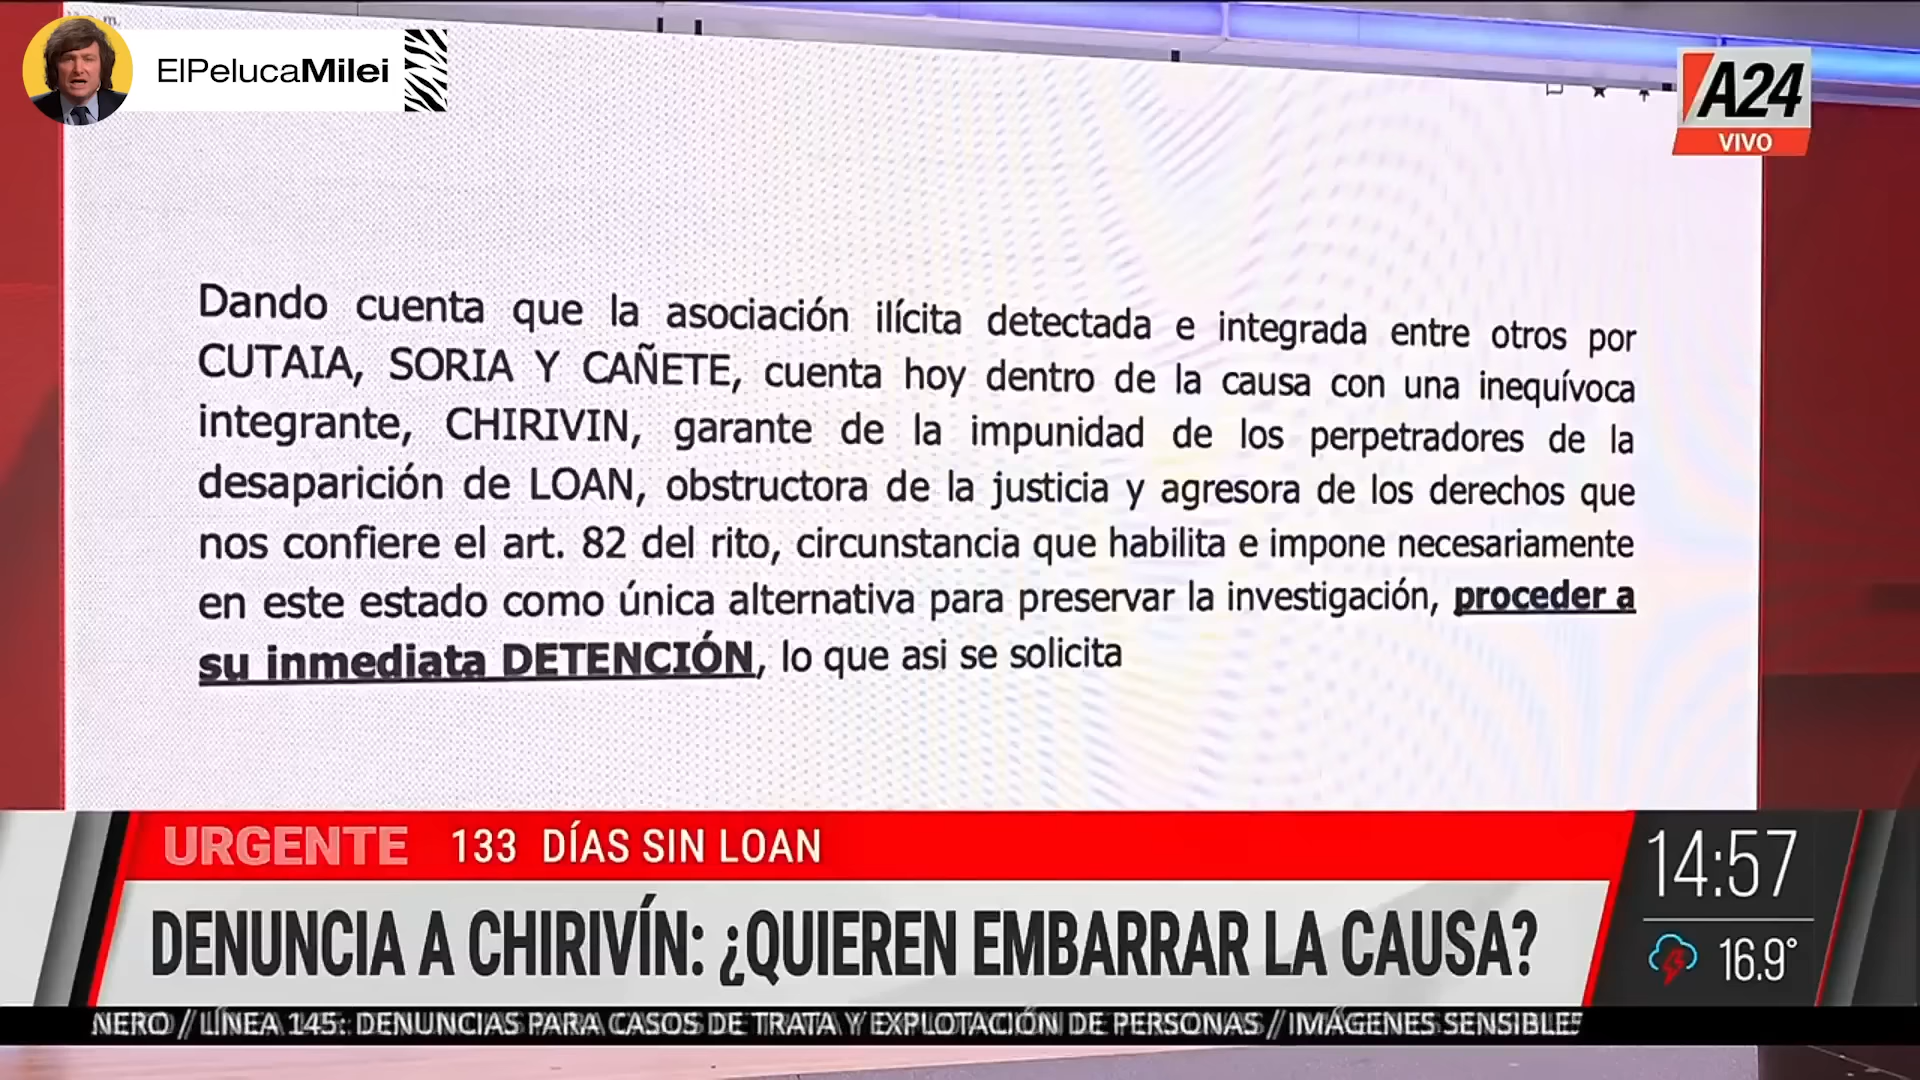 ElPelucaMilei
A24
VIVO
Dando cuenta que la asociación ilícita detectada e integrada entre otros por
CUTAIA, SORIA Y CAÑETE, cuenta hoy dentro de la causa con una inequívoca
integrante, CHIRIVIN, garante de la impunidad de los perpetradores de la
desaparición de LOAN, obstructora de la justicia y agresora de los derechos que
nos confiere el art. 82 del rito, circunstancia que habilita e impone necesariamente
en este estado como única alternativa para preservar la investigación, proceder a
su inmediata DETENCIÓN, lo que asi se solicita
URGENTE 133 DÍAS SIN LOAN
14:57
DENUNCIA A CHIRIVÍN: ¿QUIEREN EMBARRAR LA CAUSA?
16.9°
NERO // LÍNEA 145: DENUNCIAS PARA CASOS DE TRATA Y EXPLOTACIÓN DE PERSONAS // IMÁGENES SENSIBLES